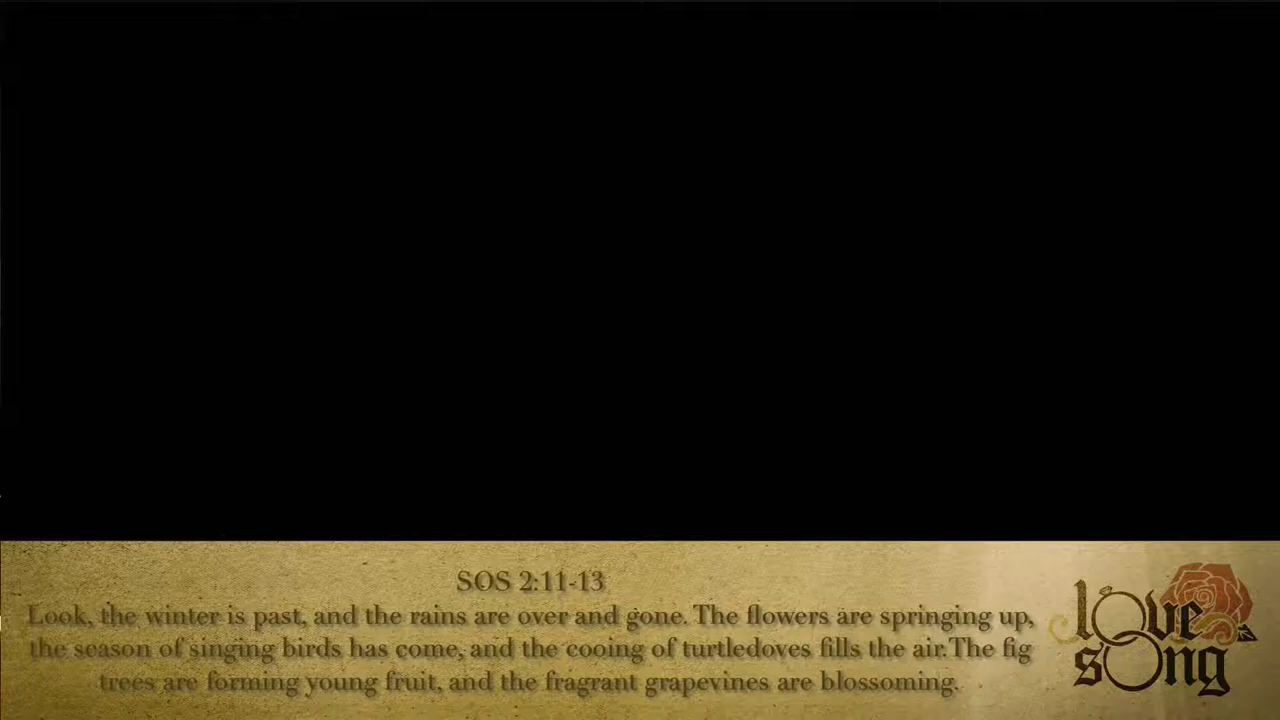 SOS 2:11-13
Look, the winter is past, and the rains are over and gone. The flowers are springing up,
the season of singing birds has come, and the cooing of turtledoves fills the air.The fig
trees are forming young fruit, and the fragrant grapevines are blossoming.
love
song